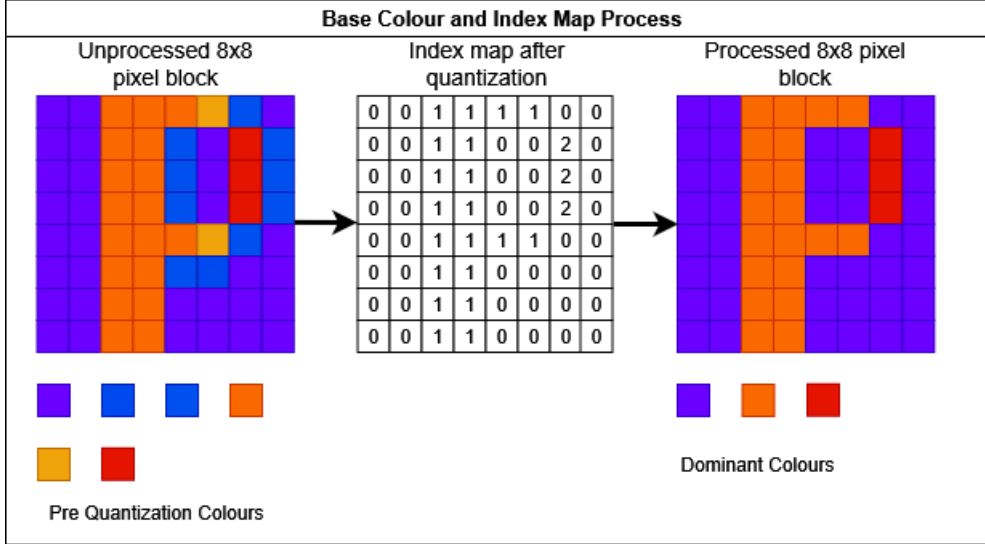 Base Colour and Index Map Process
Unprocessed 8x8
pixel block
Index map after
quantization
Processed 8x8 pixel
block
0 0 1 1 1 1 0 0
0 0 1 1 0 0 2 0
0 0 1 1 0 0 2 0
0 0 1 1 0 0 2 0
0 0 1 1 1 1 0 0
0 0 1 1 0 0 0 0
0 0 1 1 0 0 0 0
0 0 1 1 0 0 0 0
Pre Quantization Colours
Dominant Colours